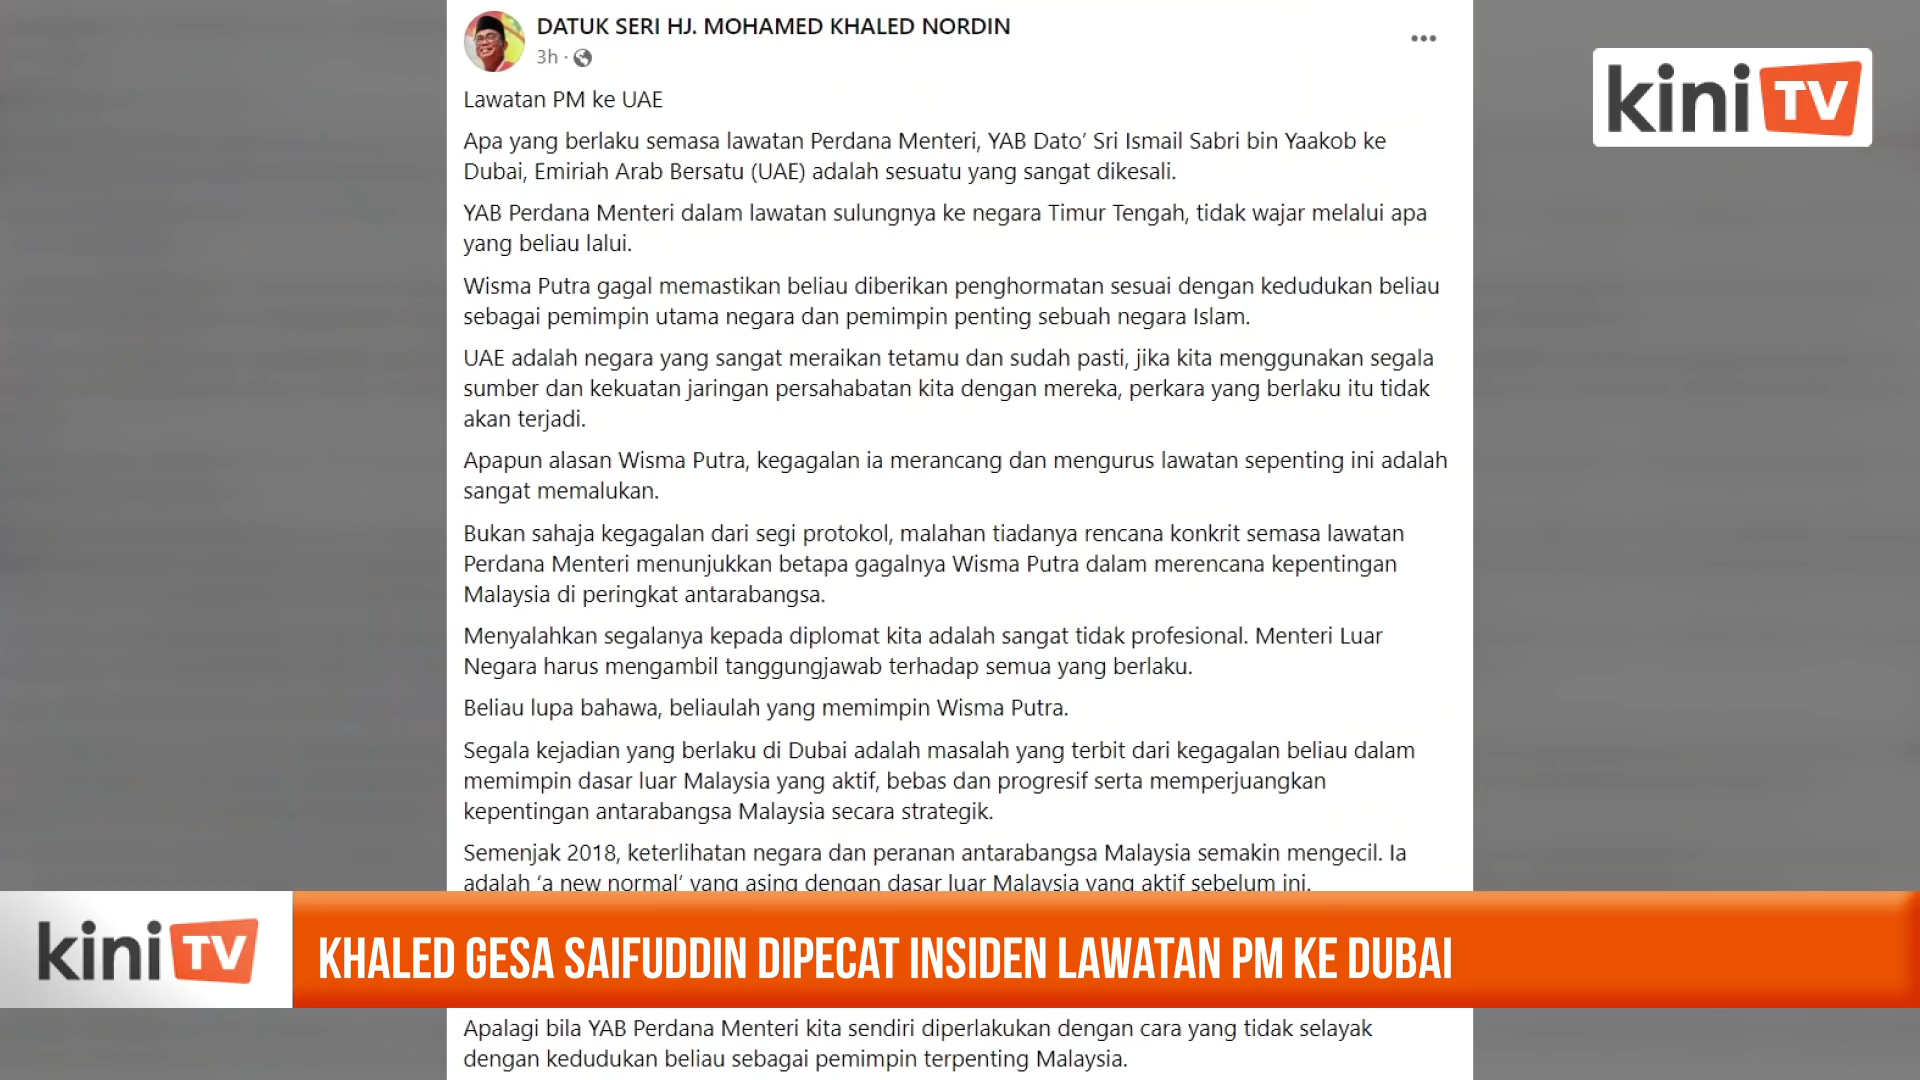 DATUK SERI HJ. MOHAMED KHALED NORDIN
3h ·
kini TV
Lawatan PM ke UAE
Apa yang berlaku semasa lawatan Perdana Menteri, YAB Dato’ Sri Ismail Sabri bin Yaakob ke
Dubai, Emiriah Arab Bersatu (UAE) adalah sesuatu yang sangat dikesali.
YAB Perdana Menteri dalam lawatan sulungnya ke negara Timur Tengah, tidak wajar melalui apa
yang beliau lalui.
Wisma Putra gagal memastikan beliau diberikan penghormatan sesuai dengan kedudukan beliau
sebagai pemimpin utama negara dan pemimpin penting sebuah negara Islam.
UAE adalah negara yang sangat meraikan tetamu dan sudah pasti, jika kita menggunakan segala
sumber dan kekuatan jaringan persahabatan kita dengan mereka, perkara yang berlaku itu tidak
akan terjadi.
Apapun alasan Wisma Putra, kegagalan ia merancang dan mengurus lawatan sepenting ini adalah
sangat memalukan.
Bukan sahaja kegagalan dari segi protokol, malahan tiadanya rencana konkrit semasa lawatan
Perdana Menteri menunjukkan betapa gagalnya Wisma Putra dalam merencana kepentingan
Malaysia di peringkat antarabangsa.
Menyalahkan segalanya kepada diplomat kita adalah sangat tidak profesional. Menteri Luar
Negara harus mengambil tanggungjawab terhadap semua yang berlaku.
Beliau lupa bahawa, beliaulah yang memimpin Wisma Putra.
Segala kejadian yang berlaku di Dubai adalah masalah yang terbit dari kegagalan beliau dalam
memimpin dasar luar Malaysia yang aktif, bebas dan progresif serta memperjuangkan
kepentingan antarabangsa Malaysia secara strategik.
Semenjak 2018, keterlihatan negara dan peranan antarabangsa Malaysia semakin mengecil. Ia
adalah ‘a new normal’ yang asing dengan dasar luar Malaysia yang aktif sebelum ini.
kini TV
KHALED GESA SAIFUDDIN DIPECAT INSIDEN LAWATAN PM KE DUBAI
Apalagi bila YAB Perdana Menteri kita sendiri diperlakukan dengan cara yang tidak selayak
dengan kedudukan beliau sebagai pemimpin terpenting Malaysia.